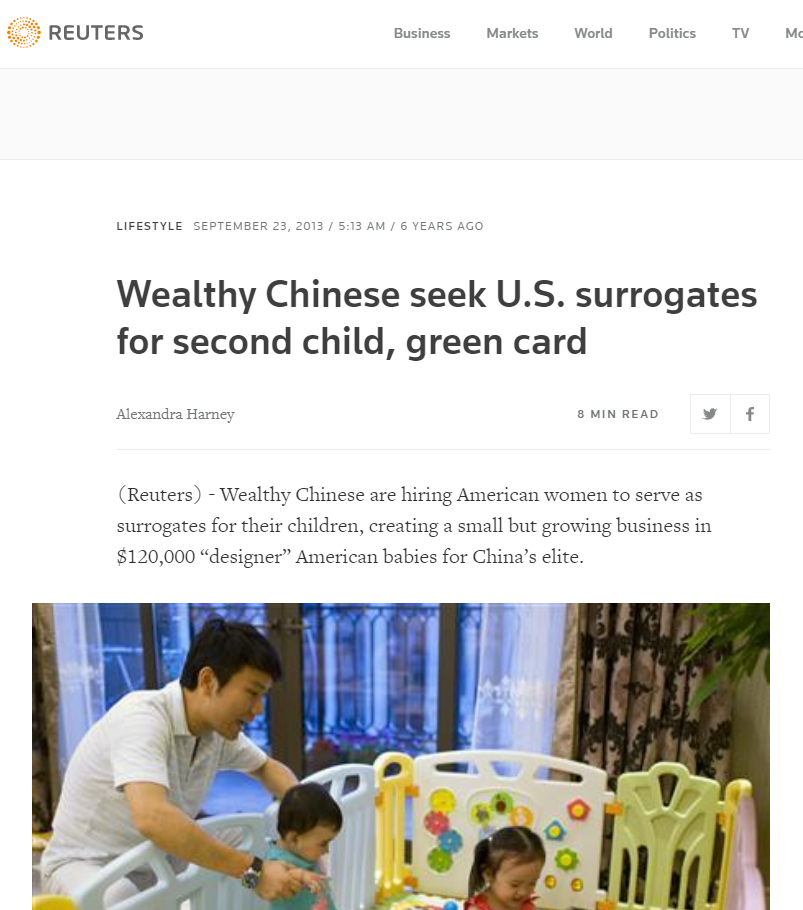 REUTERS
Business Markets World Politics TV
LIFESTYLE SEPTEMBER 23, 2013 / 5:13 AM / 6 YEARS AGO
Wealthy Chinese seek U.S. surrogates
for second child, green card
Alexandra Harney
8 MIN READ
(Reuters) - Wealthy Chinese are hiring American women to serve as
surrogates for their children, creating a small but growing business in
$120,000 “designer” American babies for China’s elite.